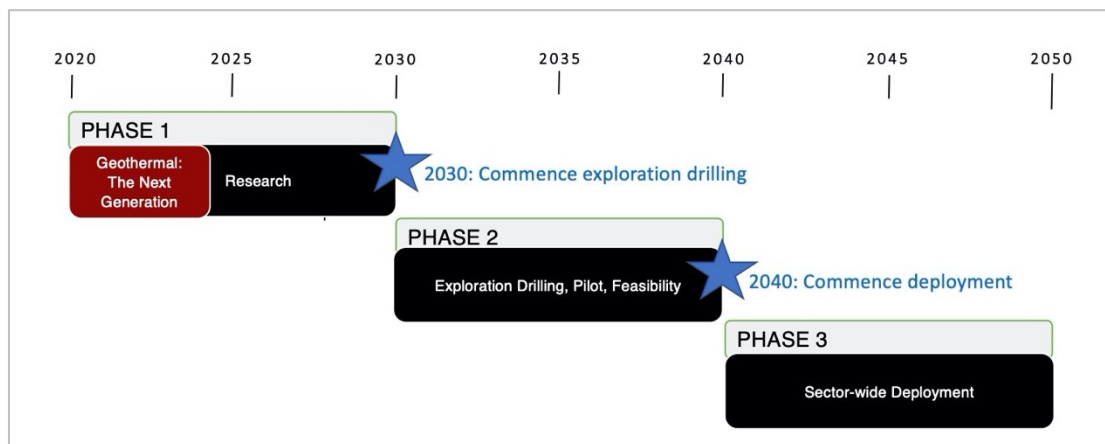 2020 2025 2030 2035 2040 2045 2050
PHASE 1
Geothermal:
The Next
Generation
Research
2030: Commence exploration drilling
PHASE 2
Exploration Drilling, Pilot, Feasibility
2040: Commence deployment
PHASE 3
Sector-wide Deployment